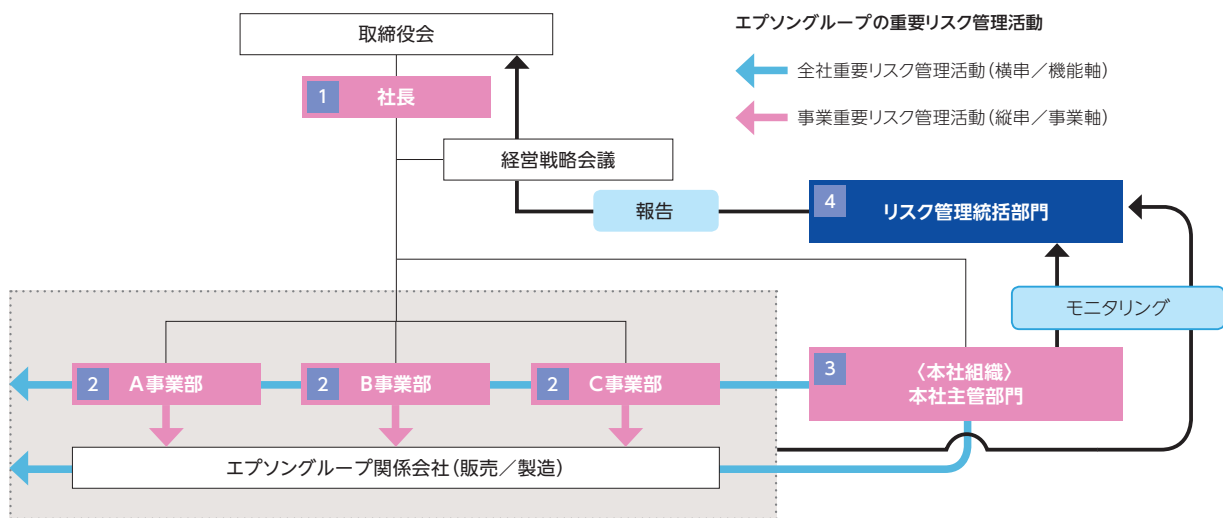 取締役会
エプソングループの重要リスク管理活動
全社重要リスク管理活動(横串/機能軸)
事業重要リスク管理活動(縦串/事業軸)
1 社長
経営戦略会議
報告
4 リスク管理統括部門
モニタリング
2 A事業部
2 B事業部
2 C事業部
3 〈本社組織〉
本社主管部門
エプソングループ関係会社(販売/製造)